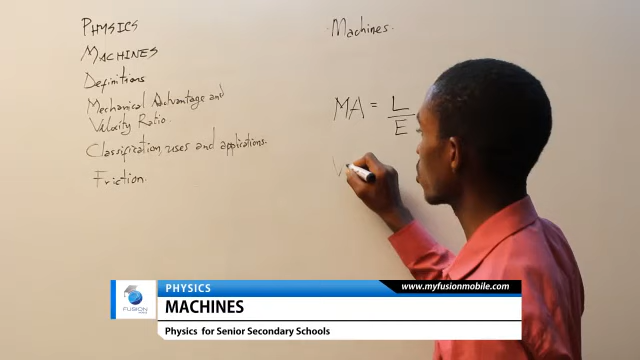 PHYSICS
MACHINES
Definitions
Mechanical Advantage and
Velocity Ratio.
Classification, uses and applications.
Friction.
Machines.
MA = L
E
V
PHYSICS
www.myfusionmobile.com
MACHINES
FUSION
Physics for Senior Secondary Schools